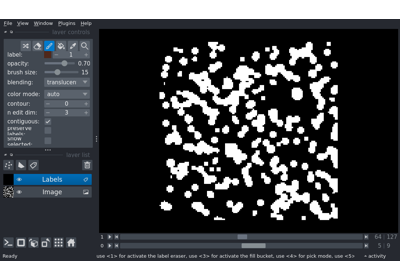 File View Window Plugins Help
layer controls
label: 1
opacity: 0.70
brush size: 15
blending: translucen
color mode: auto
contour: 0
n edit dim: 3
contiguous:
preserve labels:
show selected:
layer list
Labels
Image
1 64 127
0 5 9
Ready use <1> for activate the label eraser, use <3> for activate the fill bucket, use <4> for pick mode, use <5> activity